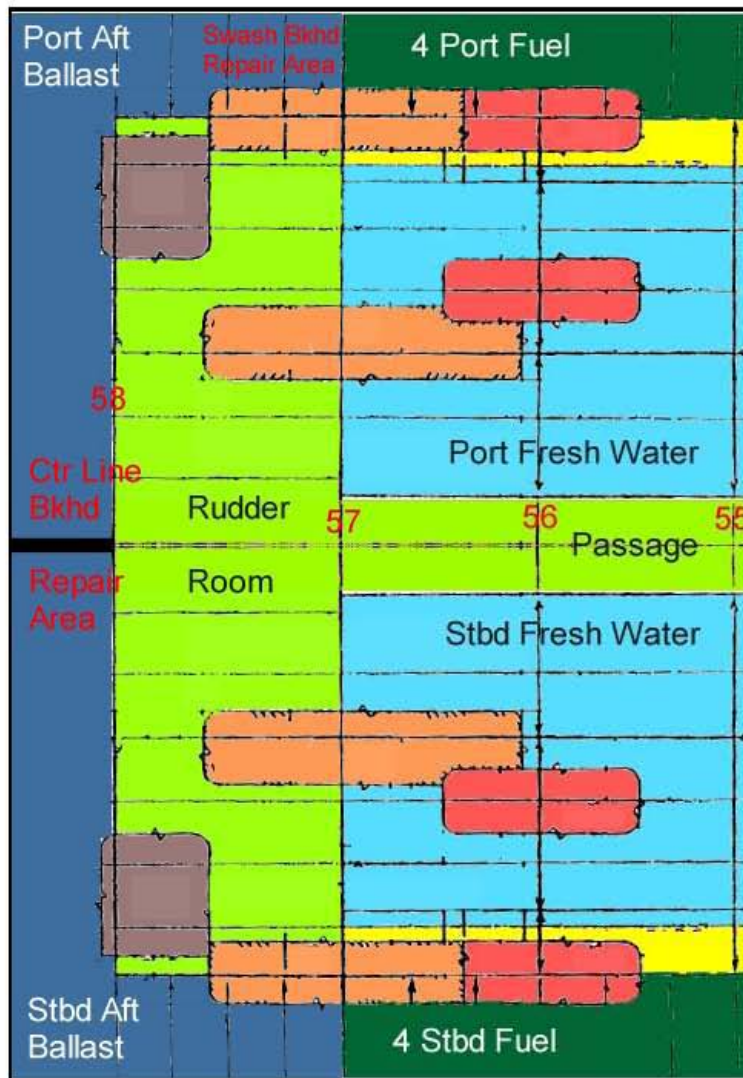 Port Aft
Ballast
Swash Bkhd
Repair Area
4 Port Fuel
58
Port Fresh Water
Ctr Line
Bkhd
Rudder
57
56
55
Passage
Repair
Area
Room
Stbd Fresh Water
Stbd Aft
Ballast
4 Stbd Fuel